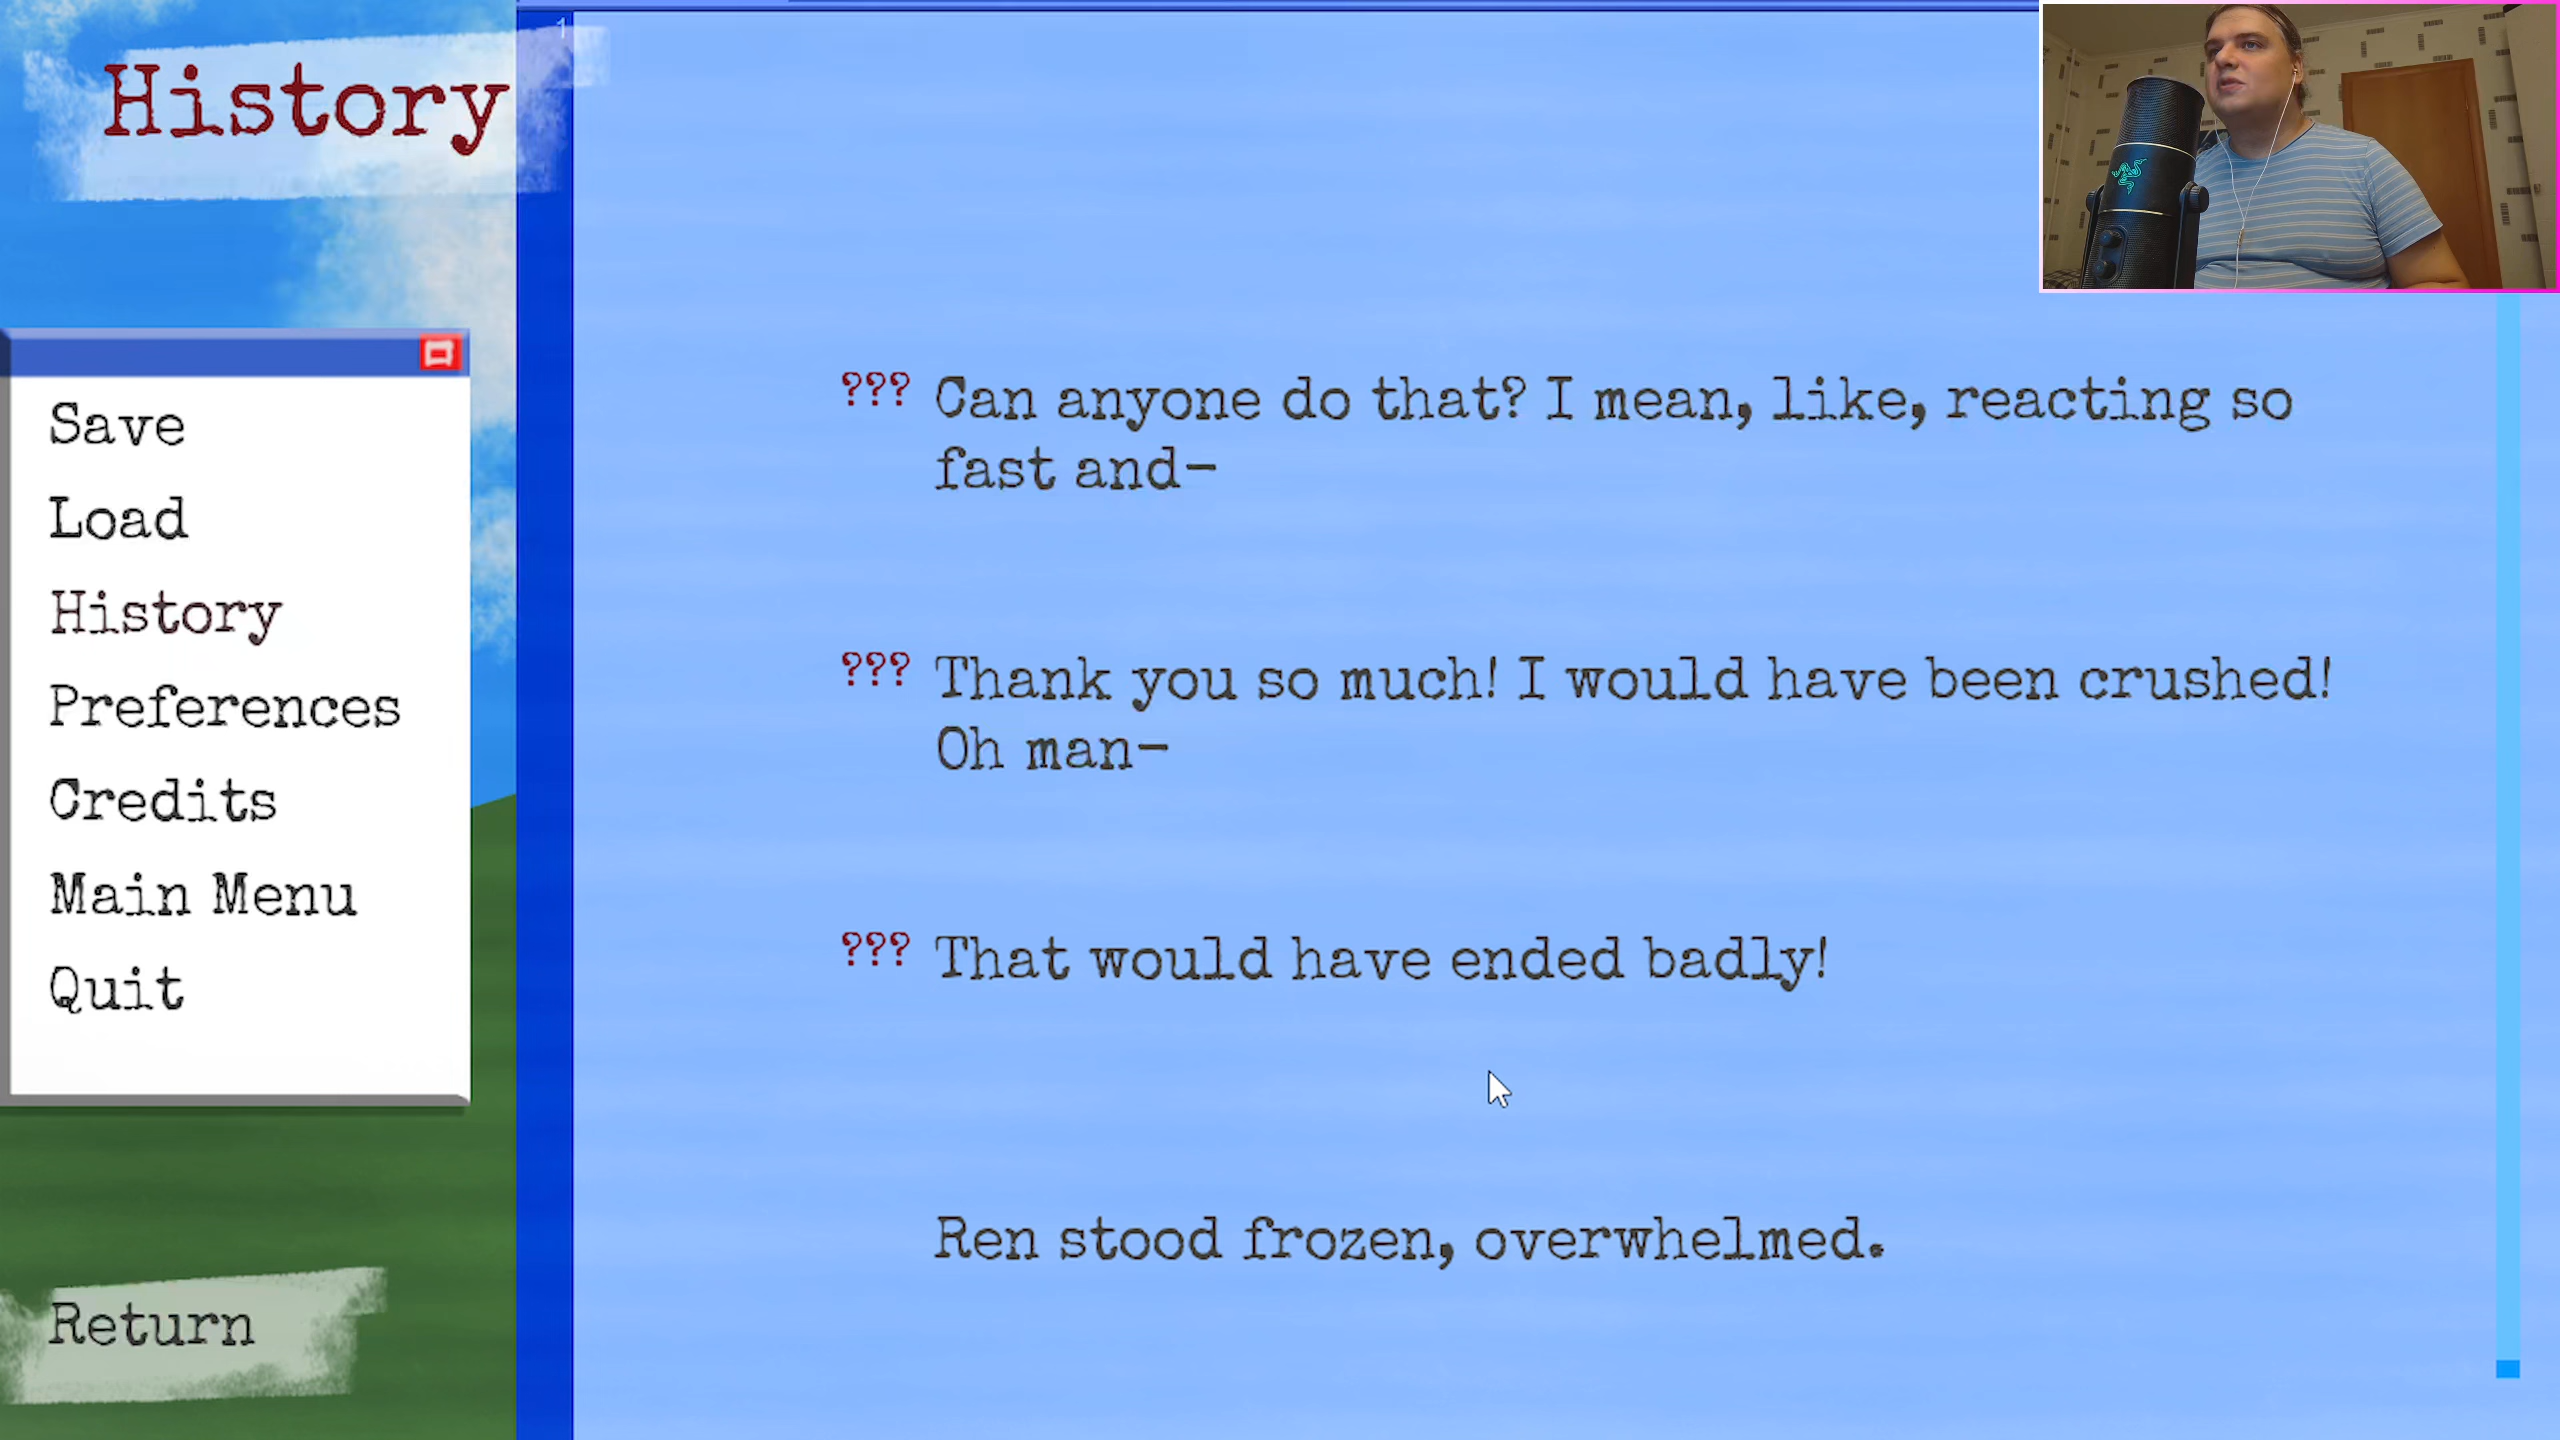 1
History
Save
Load
History
Preferences
Credits
Main Menu
Quit
Return
??? Can anyone do that? I mean, like, reacting so
fast and-
??? Thank you so much! I would have been crushed!
Oh man-
??? That would have ended badly!
Ren stood frozen, overwhelmed.